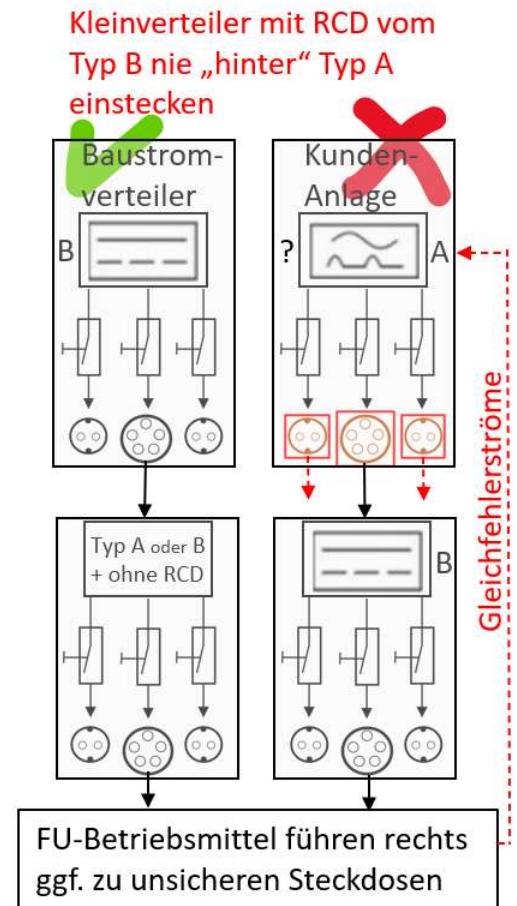 Kleinverteiler mit RCD vom
Typ B nie „hinter“ Typ A
einstecken
Baustrom-
verteiler
B
Kunden-
Anlage
?
A
Typ A oder B
+ ohne RCD
B
Gleichfehlerströme
FU-Betriebsmittel führen rechts
ggf. zu unsicheren Steckdosen